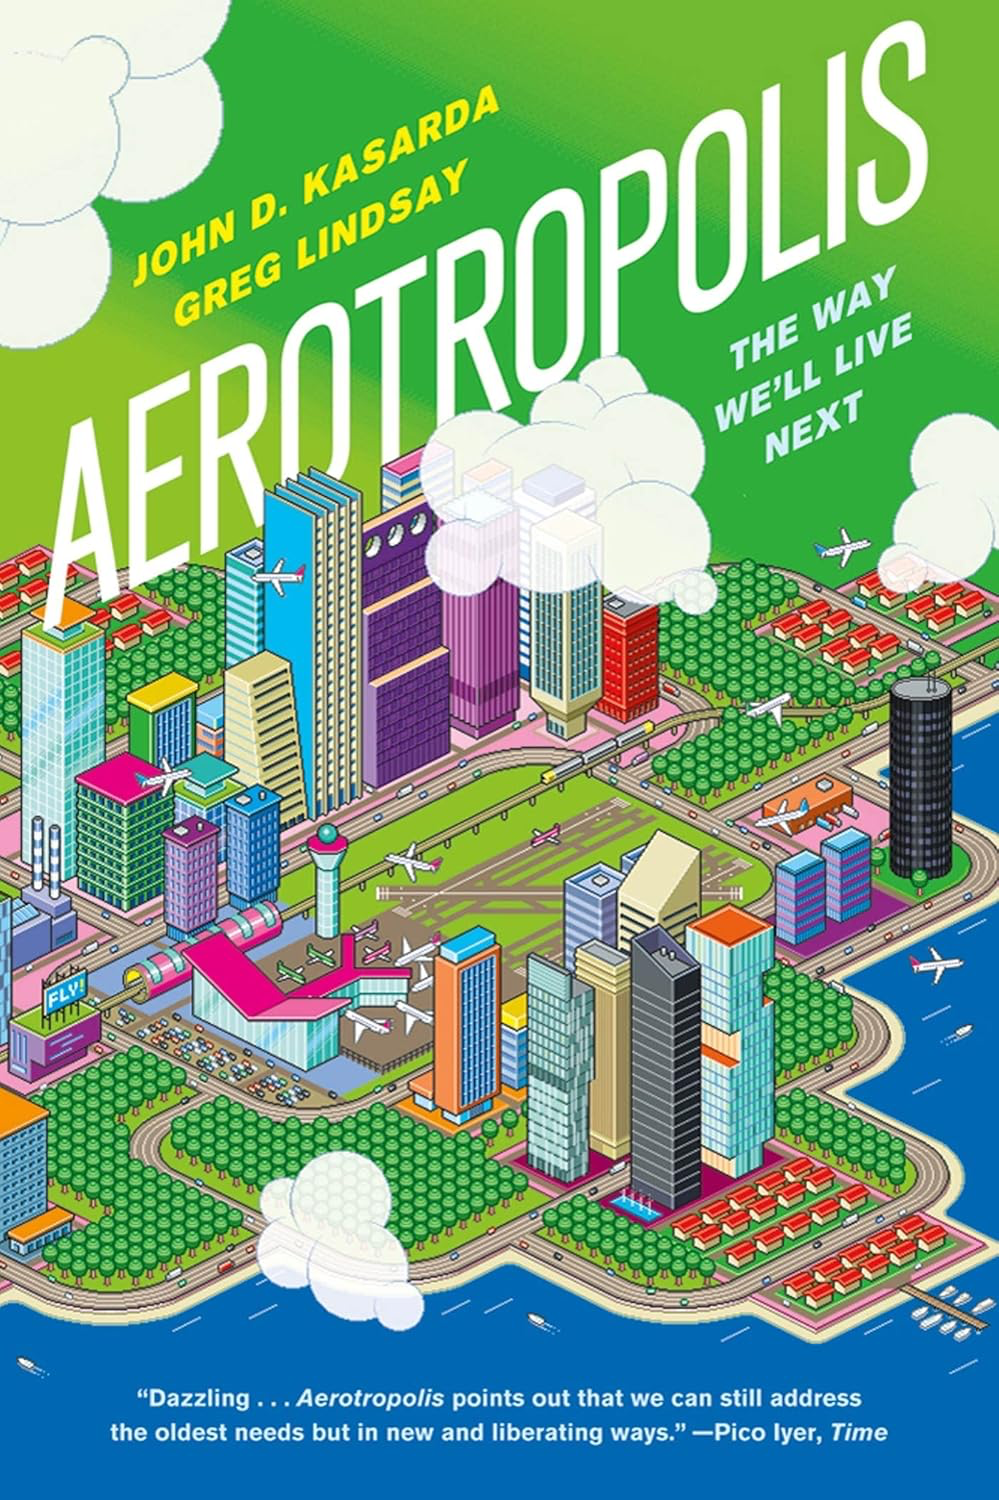 JOHN D. KASARDA
GREG LINDSAY
AEROTROPOLIS
THE WAY
WE'LL LIVE
NEXT
FLY!
“Dazzling . . . Aerotropolis points out that we can still address
the oldest needs but in new and liberating ways.” —Pico Iyer, Time